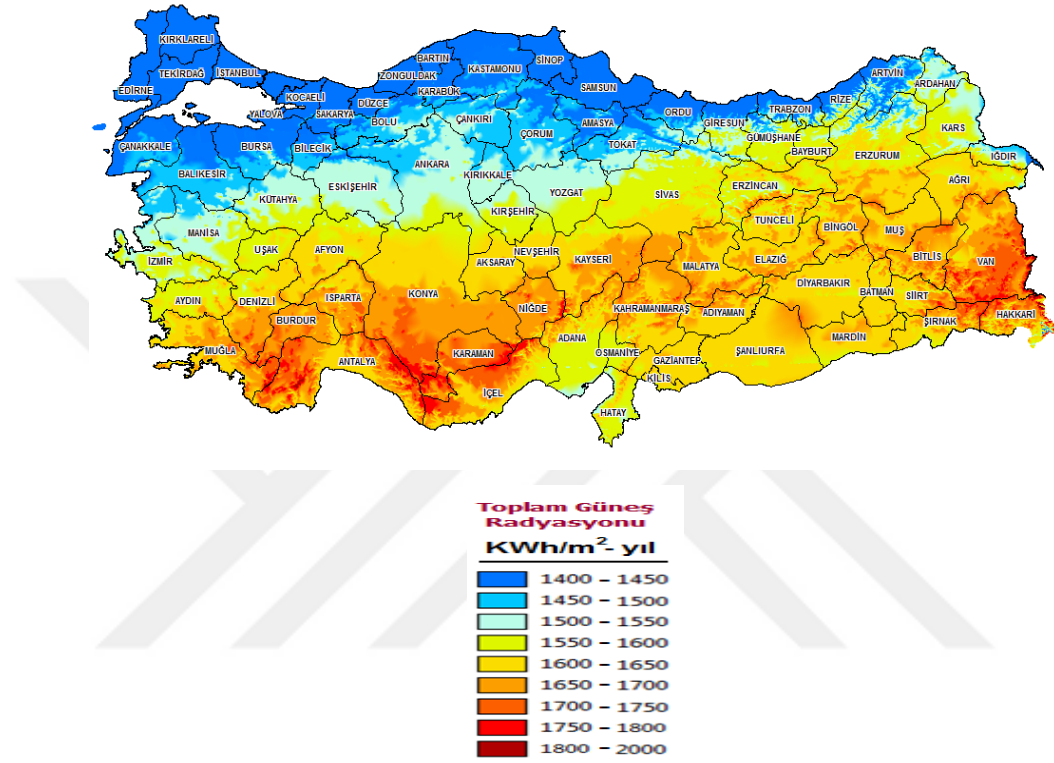 KIRKLARELİ
TEKİRDAĞ
İSTANBUL
EDİRNE
KOCAELİ
YALOVA
SAKARYA
DÜZCE
BOLU
ZONGULDAK
BARTIN
KARABÜK
KASTAMONU
SİNOP
SAMSUN
ORDU
GİRESUN
TRABZON
RİZE
ARTVİN
ARDAHAN
ÇANAKKALE
BURSA
BİLECİK
ÇANKIRI
ÇORUM
AMASYA
TOKAT
GÜMÜŞHANE
BAYBURT
ERZURUM
KARS
IĞDIR
BALIKESİR
KÜTAHYA
ESKİŞEHİR
ANKARA
KIRIKKALE
YOZGAT
SİVAS
ERZİNCAN
AĞRI
MANİSA
UŞAK
AFYON
KIRŞEHİR
NEVŞEHİR
AKSARAY
KAYSERİ
MALATYA
TUNCELİ
ELAZIĞ
BİNGÖL
MUŞ
BİTLİS
VAN
İZMİR
AYDIN
DENİZLİ
ISPARTA
BURDUR
KONYA
NİĞDE
KAHRAMANMARAŞ
ADIYAMAN
DİYARBAKIR
BATMAN
SİİRT
ŞIRNAK
HAKKARİ
MUĞLA
ANTALYA
KARAMAN
İÇEL
ADANA
OSMANİYE
GAZİANTEP
KİLİS
ŞANLIURFA
MARDİN
HATAY
Toplam Güneş
Radyasyonu
KWh/m²- yıl
1400 – 1450
1450 – 1500
1500 – 1550
1550 – 1600
1600 – 1650
1650 – 1700
1700 – 1750
1750 – 1800
1800 – 2000